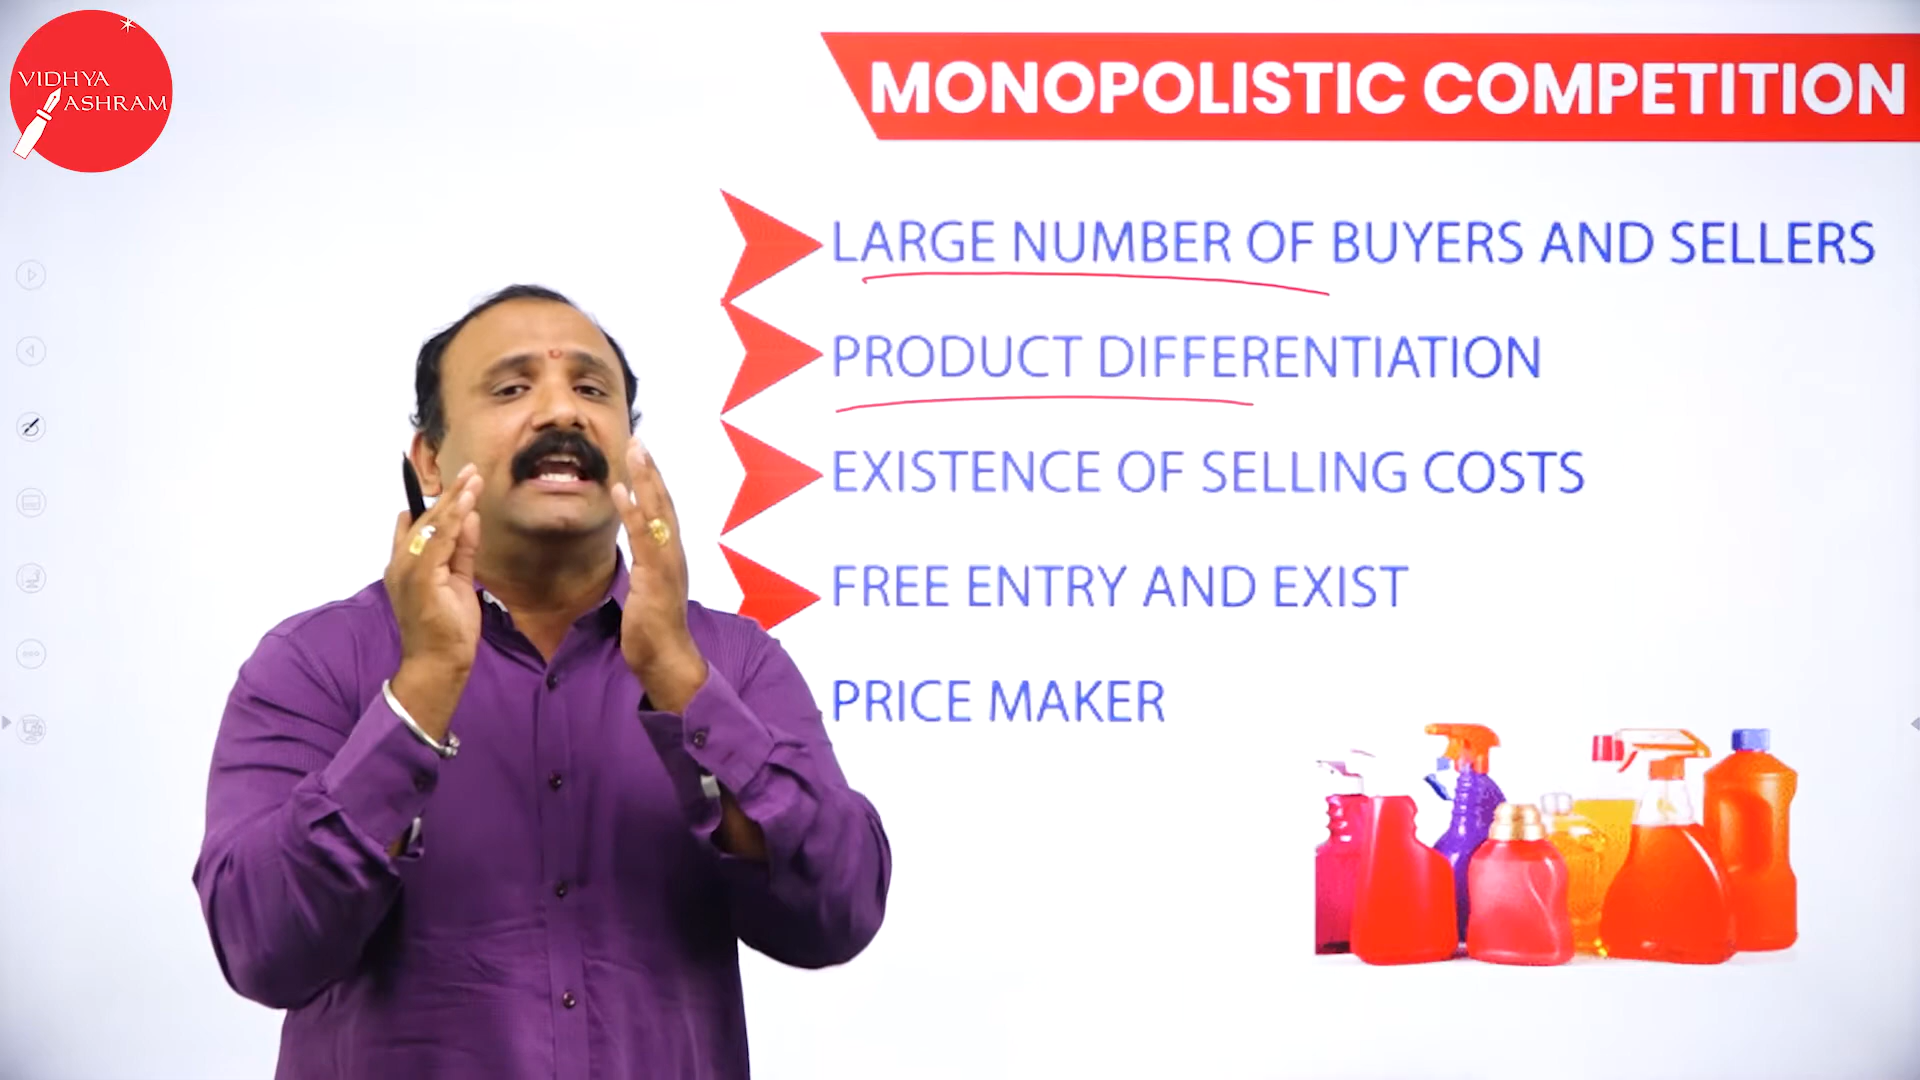 VIDHYA
ASHRAM
MONOPOLISTIC COMPETITION
LARGE NUMBER OF BUYERS AND SELLERS
PRODUCT DIFFERENTIATION
EXISTENCE OF SELLING COSTS
FREE ENTRY AND EXIST
PRICE MAKER